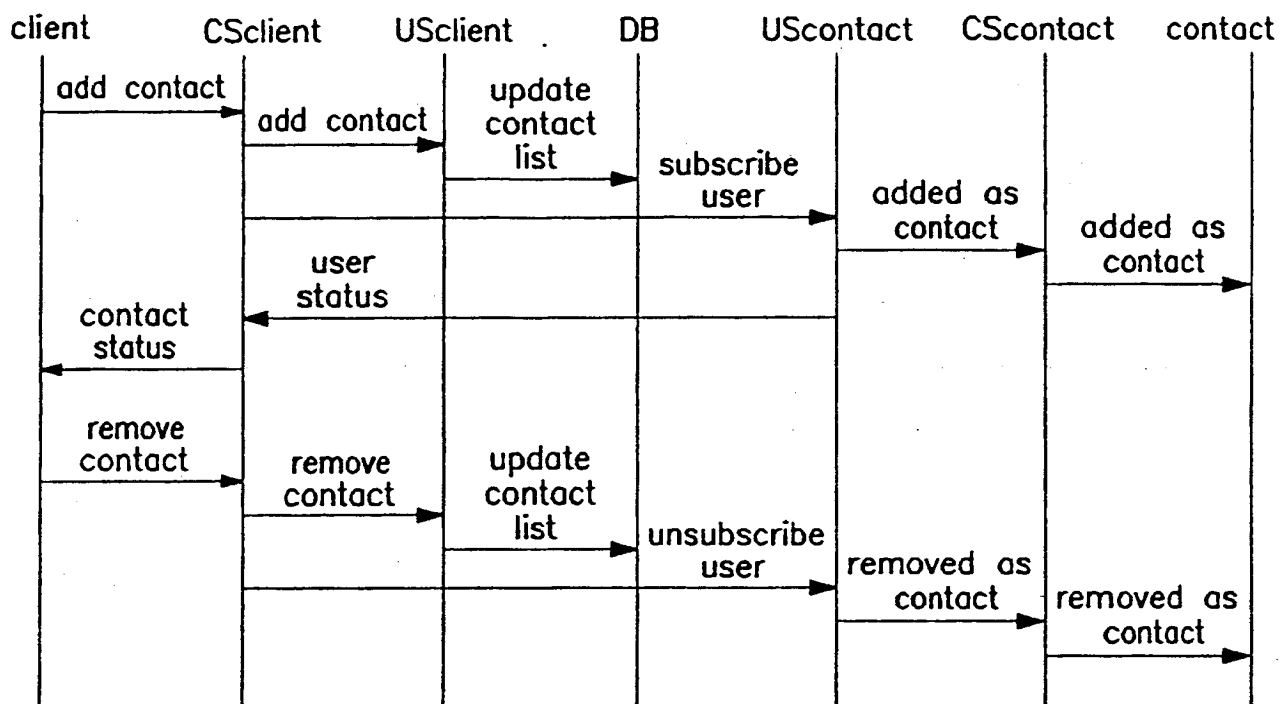 client CSclient USclient DB UScontact CScontact contact
add contact
add contact
update
contact
list
subscribe
user
added as
contact
added as
contact
user
status
contact
status
remove
contact
remove
contact
update
contact
list
unsubscribe
user
removed as
contact
removed as
contact